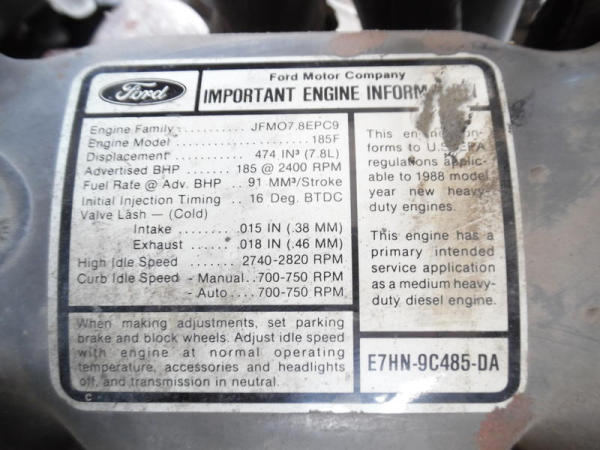 Ford
Ford Motor Company
IMPORTANT ENGINE
Engine Family .......... JFMO7.8EPC9
Engine Model .................... 185F
Displacement ........... 474 IN³ (7.8L)
Advertised BHP ..... 185 @ 2400 RPM
Fuel Rate @ Adv. BHP .. 91 MM³/Stroke
Initial Injection Timing .. 16 Deg. BTDC
Valve Lash — (Cold)
Intake ....... .015 IN (.38 MM)
Exhaust ..... .018 IN (.46 MM)
High Idle Speed ....... 2740-2820 RPM
Curb Idle Speed - Manual .. 700-750 RPM
- Auto .... 700-750 RPM
This
forms to
regulations applic-
able to 1988 model
year new heavy-
duty engines.
This engine has a
primary intended
service application
as a medium heavy-
duty diesel engine.
When making adjustments, set parking
brake and block wheels. Adjust idle speed
with engine at normal operating
temperature, accessories and headlights
off, and transmission in neutral.
E7HN-9C485-DA
C